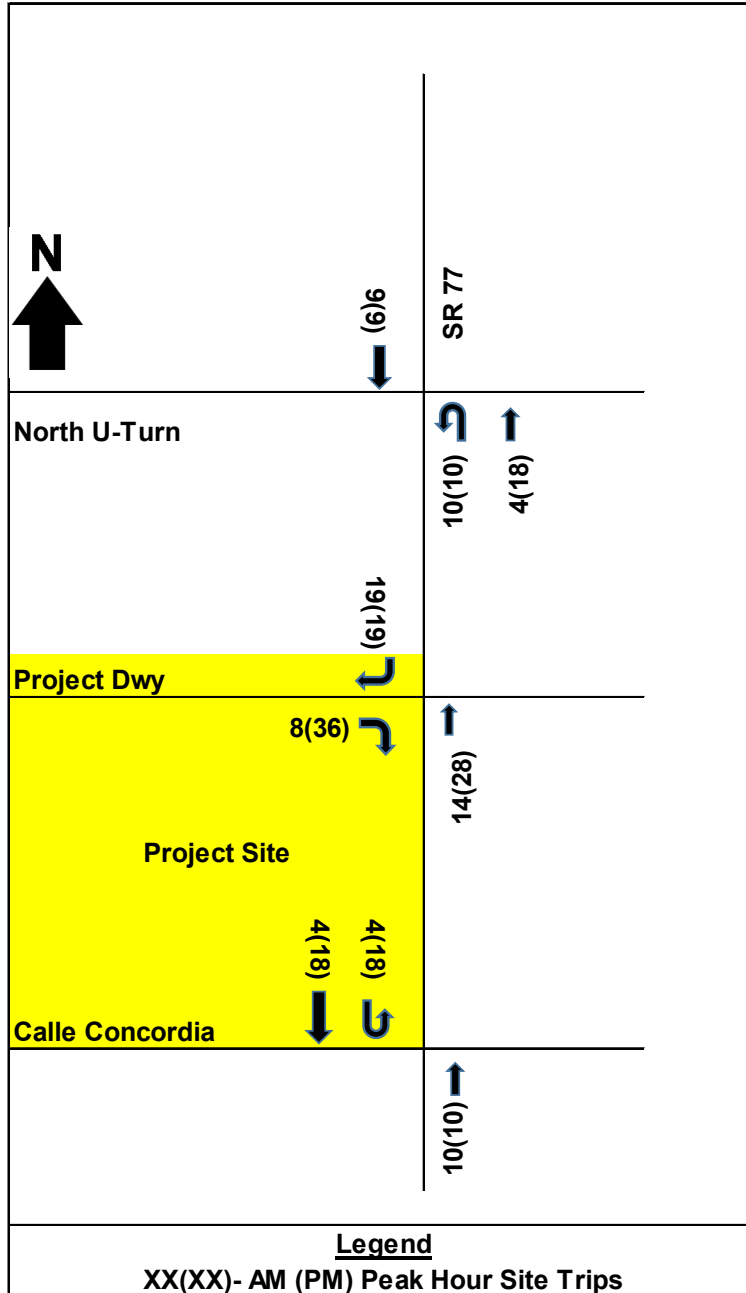 N
9(9)
SR 77
North U-Turn
10(10)
4(18)
19(19)
Project Dwy
8(36)
14(28)
Project Site
4(18)
4(18)
Calle Concordia
10(10)
Legend
XX(XX)- AM (PM) Peak Hour Site Trips